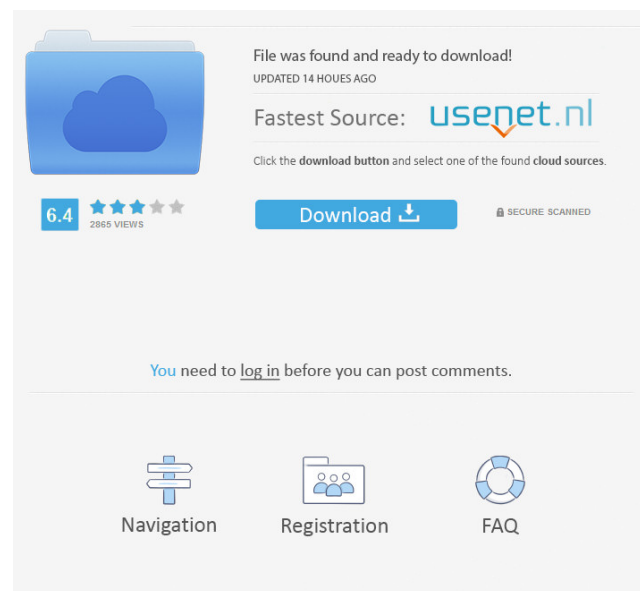 File was found and ready to download!
UPDATED 14 HOUES AGO
Fastest Source: usenet.nl
Click the download button and select one of the found cloud sources.
6.4
2865 VIEWS
Download
SECURE SCANNED
You need to log in before you can post comments.
Navigation
Registration
FAQ